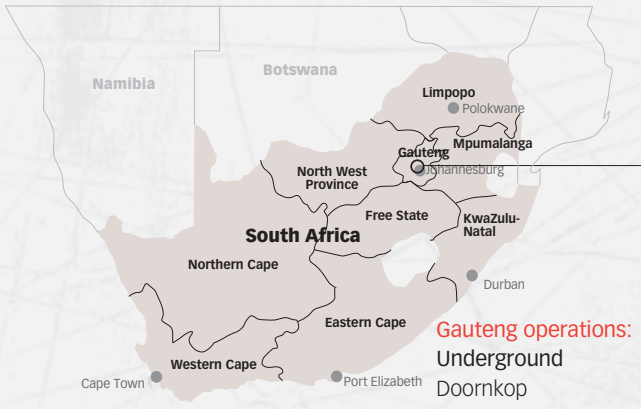 Namibia
Botswana
Limpopo
Polokwane
Mpumalanga
Gauteng
Johannesburg
North West
Province
Free State
KwaZulu-
Natal
South Africa
Northern Cape
Durban
Eastern Cape
Gauteng operations:
Underground
Doornkop
Western Cape
Cape Town
Port Elizabeth